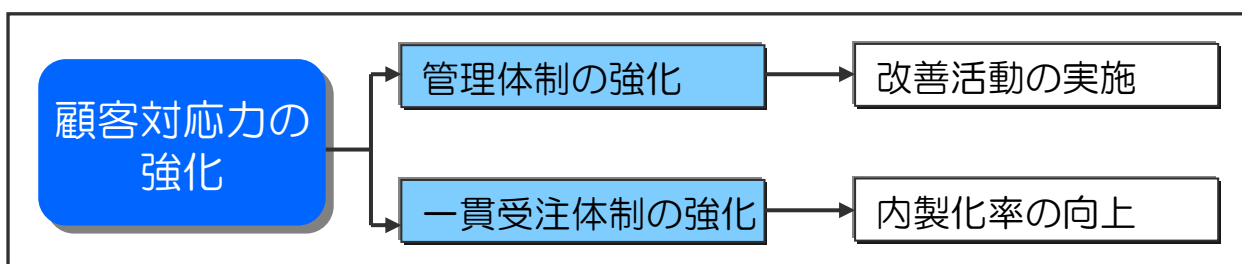 顧客対応力の
強化
管理体制の強化
改善活動の実施
一貫受注体制の強化
内製化率の向上